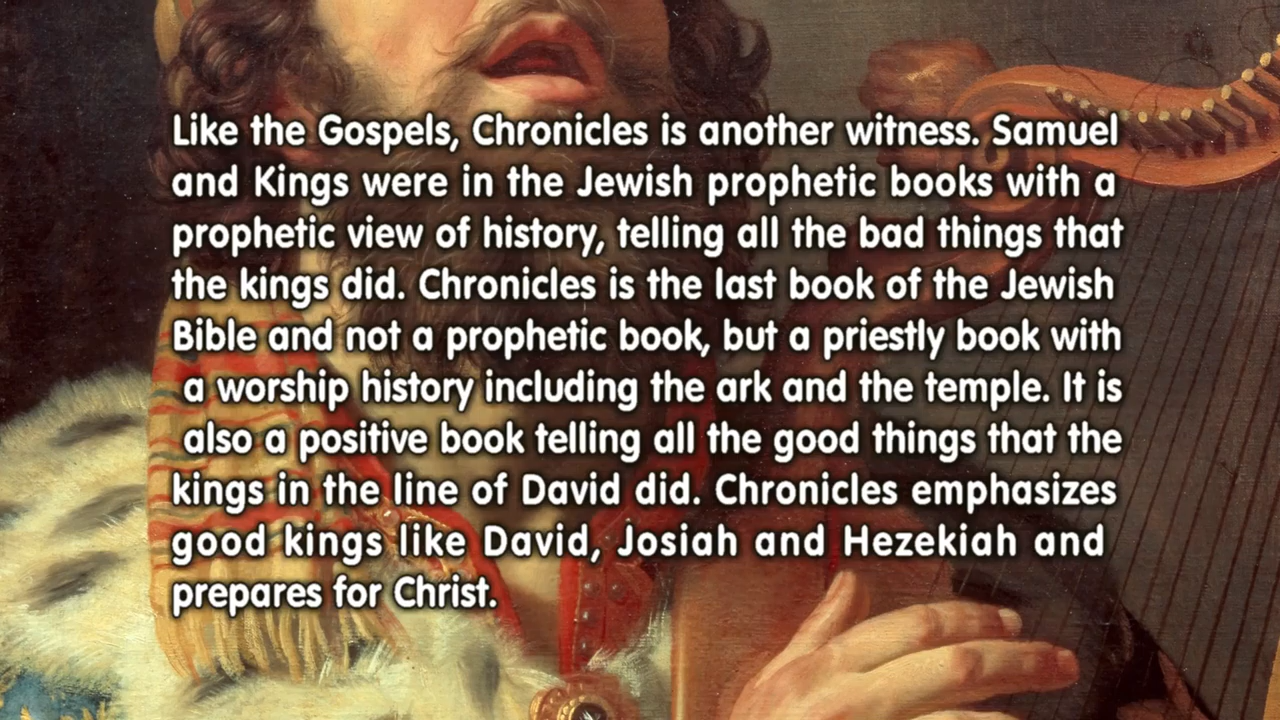 Like the Gospels, Chronicles is another witness. Samuel
and Kings were in the Jewish prophetic books with a
prophetic view of history, telling all the bad things that
the kings did. Chronicles is the last book of the Jewish
Bible and not a prophetic book, but a priestly book with
a worship history including the ark and the temple. It is
also a positive book telling all the good things that the
kings in the line of David did. Chronicles emphasizes
good kings like David, Josiah and Hezekiah and
prepares for Christ.